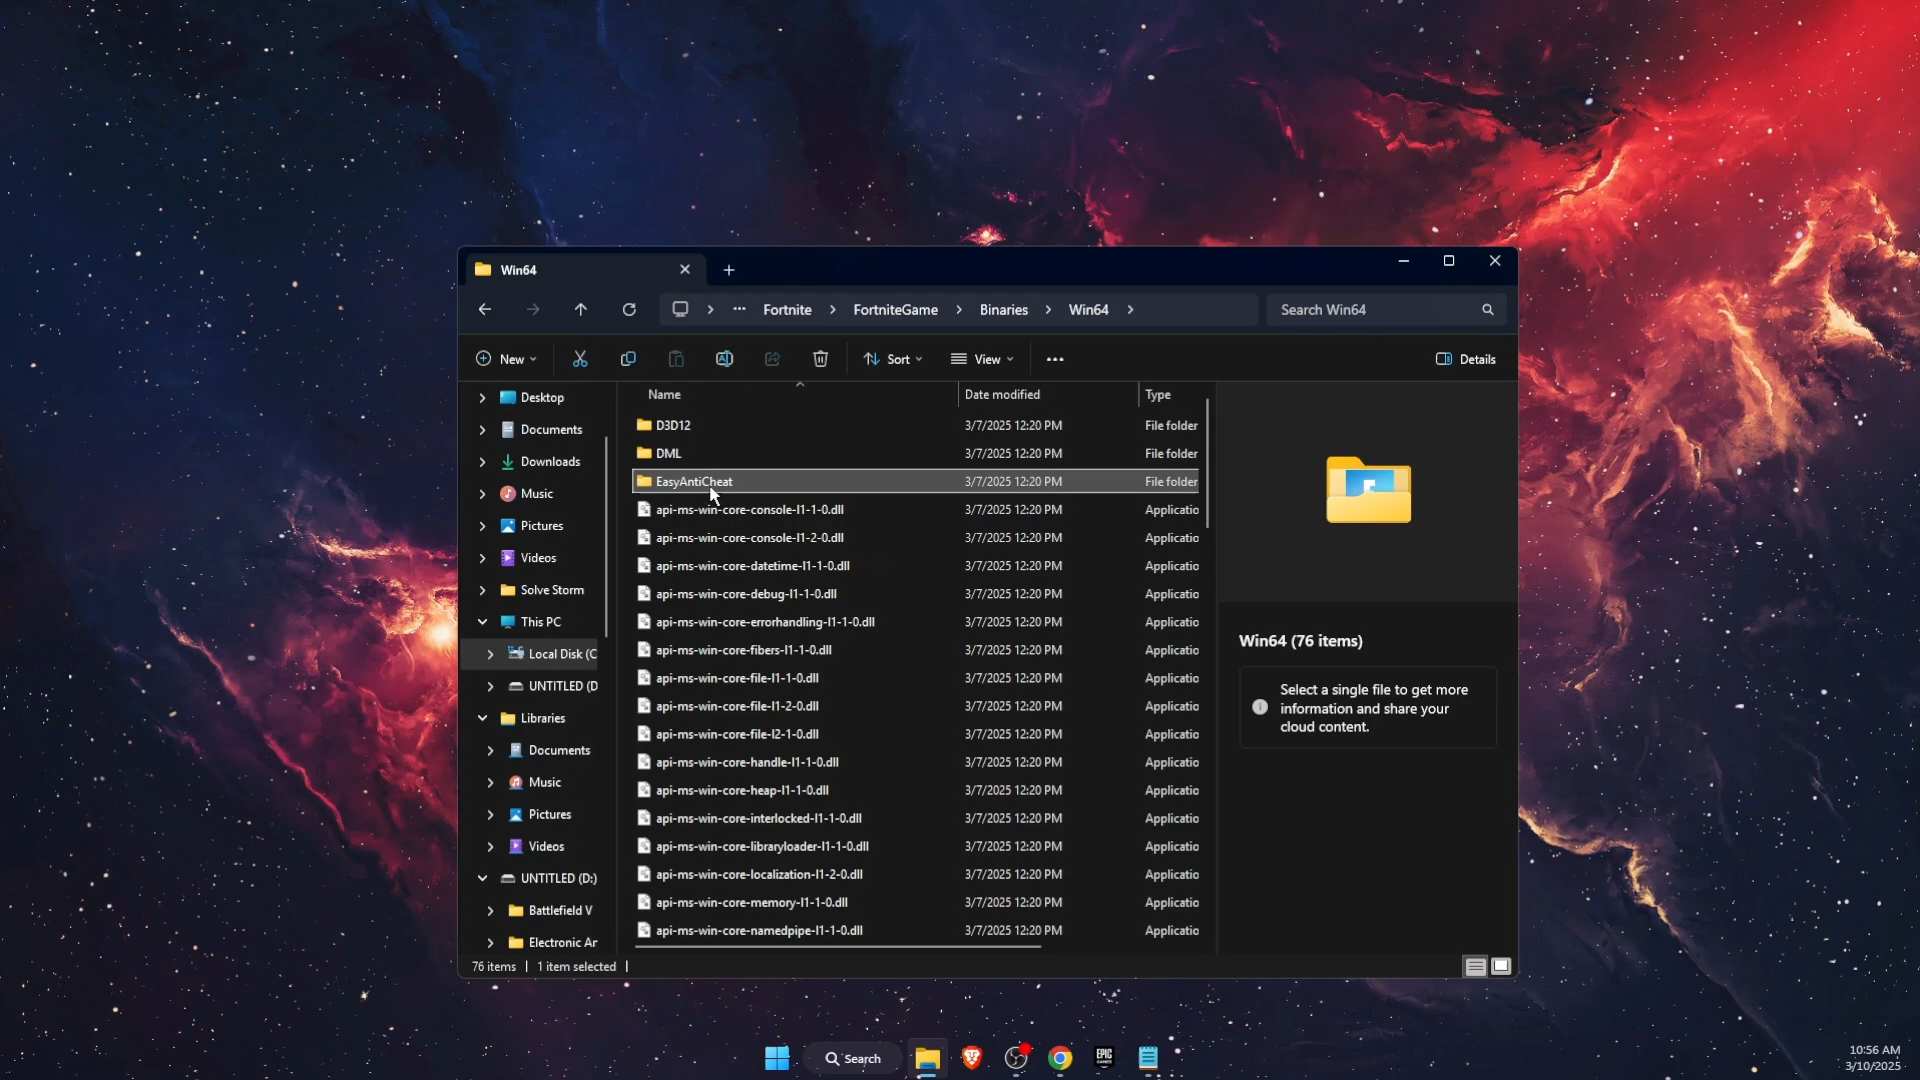 Win64
Fortnite
FortniteGame
Binaries
Win64
Search Win64
New
Sort
View
Details
Desktop
Documents
Downloads
Music
Pictures
Videos
Solve Storm
This PC
Local Disk (C
UNTITLED (D
Libraries
Documents
Music
Pictures
Videos
UNTITLED (D:)
Battlefield V
Electronic Ar
Name Date modified Type
D3D12 3/7/2025 12:20 PM File folder
DML 3/7/2025 12:20 PM File folder
EasyAntiCheat 3/7/2025 12:20 PM File folder
api-ms-win-core-console-l1-1-0.dll 3/7/2025 12:20 PM Applicatio
api-ms-win-core-console-l1-2-0.dll 3/7/2025 12:20 PM Applicatio
api-ms-win-core-datetime-l1-1-0.dll 3/7/2025 12:20 PM Applicatio
api-ms-win-core-debug-l1-1-0.dll 3/7/2025 12:20 PM Applicatio
api-ms-win-core-errorhandling-l1-1-0.dll 3/7/2025 12:20 PM Applicatio
api-ms-win-core-fibers-l1-1-0.dll 3/7/2025 12:20 PM Applicatio
api-ms-win-core-file-l1-1-0.dll 3/7/2025 12:20 PM Applicatio
api-ms-win-core-file-l1-2-0.dll 3/7/2025 12:20 PM Applicatio
api-ms-win-core-file-l2-1-0.dll 3/7/2025 12:20 PM Applicatio
api-ms-win-core-handle-l1-1-0.dll 3/7/2025 12:20 PM Applicatio
api-ms-win-core-heap-l1-1-0.dll 3/7/2025 12:20 PM Applicatio
api-ms-win-core-interlocked-l1-1-0.dll 3/7/2025 12:20 PM Applicatio
api-ms-win-core-libraryloader-l1-1-0.dll 3/7/2025 12:20 PM Applicatio
api-ms-win-core-localization-l1-2-0.dll 3/7/2025 12:20 PM Applicatio
api-ms-win-core-memory-l1-1-0.dll 3/7/2025 12:20 PM Applicatio
api-ms-win-core-namedpipe-l1-1-0.dll 3/7/2025 12:20 PM Applicatio
Win64 (76 items)
Select a single file to get more
information and share your
cloud content.
76 items
1 item selected
Search
EPIC
GAMES
10:56 AM
3/10/2025